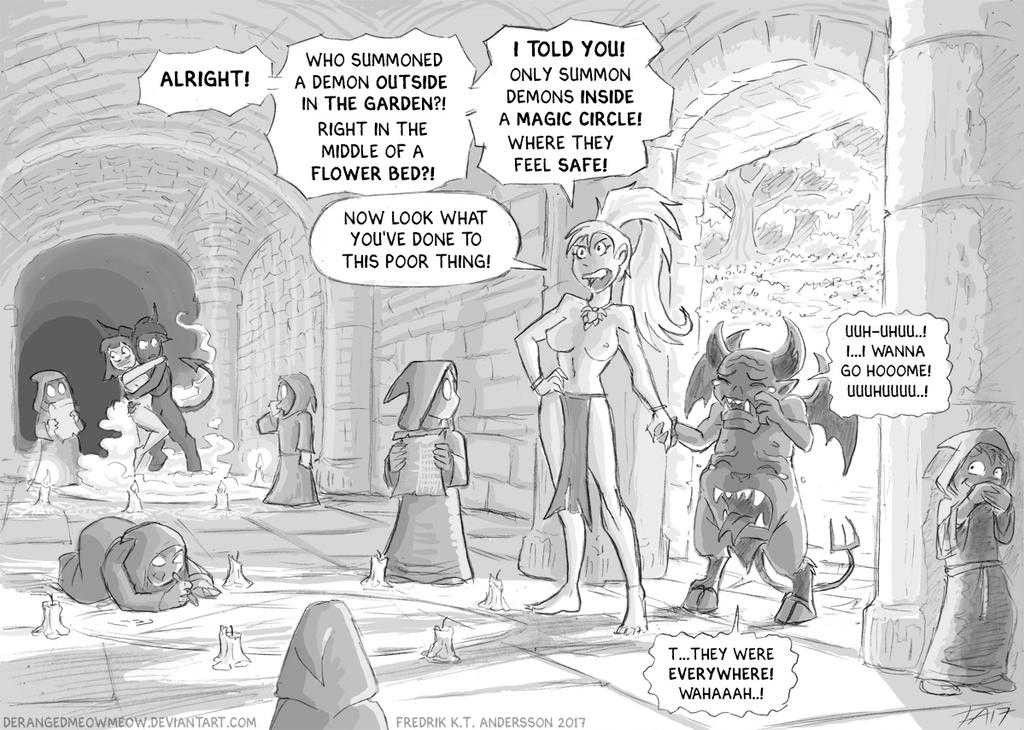 ALRIGHT!
WHO SUMMONED
A DEMON OUTSIDE
IN THE GARDEN?!
RIGHT IN THE
MIDDLE OF A
FLOWER BED?!
I TOLD YOU!
ONLY SUMMON
DEMONS INSIDE
A MAGIC CIRCLE!
WHERE THEY
FEEL SAFE!
NOW LOOK WHAT
YOU'VE DONE TO
THIS POOR THING!
UUH-UHUU..!
I...I WANNA
GO HOOOME!
UUUHUUUU..!
T...THEY WERE
EVERYWHERE!
WAHAAAH..!
DERANGEDMEOWMEOW.DEVIANTART.COM
FREDRIK K.T. ANDERSSON 2017